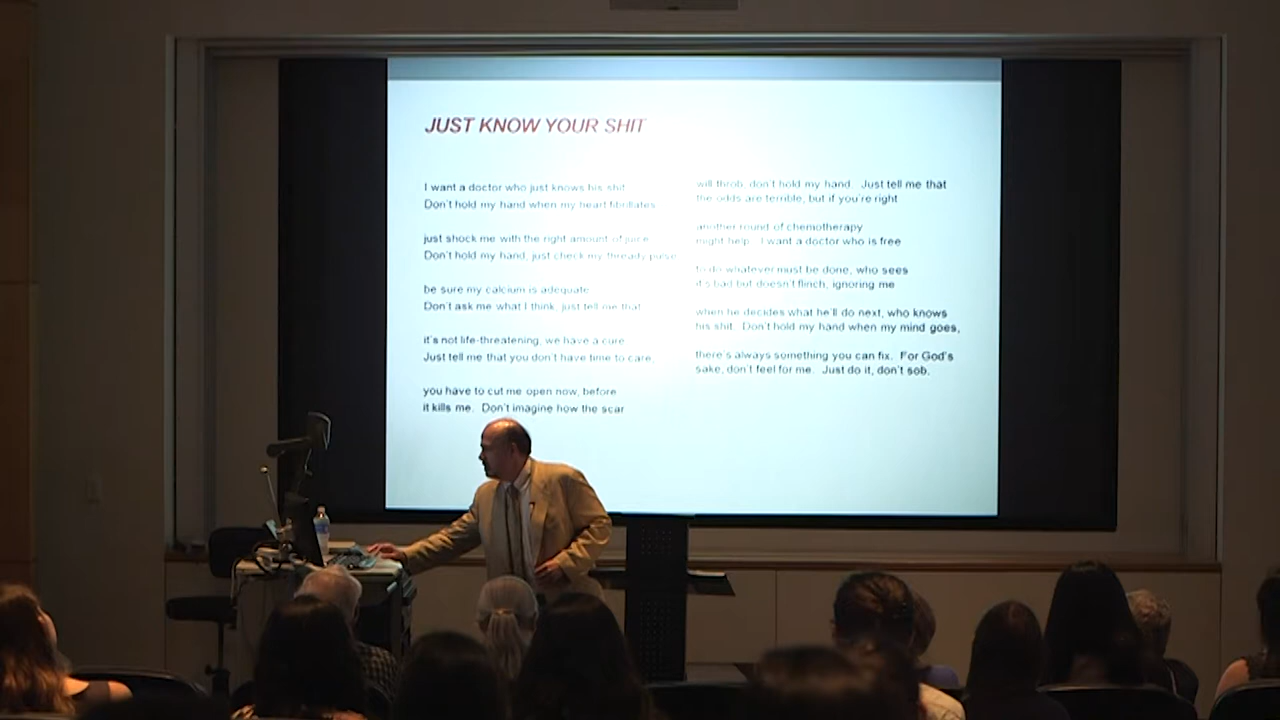 JUST KNOW YOUR SHIT
I want a doctor who just knows his shit.
Don't hold my hand when my heart fibrillates
just shock me with the right amount of juice.
Don't hold my hand, just check my thready pulse
be sure my calcium is adequate.
Don't ask me what I think, just tell me that
it's not life-threatening, we have a cure.
Just tell me that you don't have time to care,
you have to cut me open now, before
it kills me. Don't imagine how the scar
will throb, don't hold my hand. Just tell me that
the odds are terrible, but if you're right
another round of chemotherapy
might help. I want a doctor who is free
to do whatever must be done, who sees
it's bad but doesn't flinch, ignoring me
when he decides what he'll do next, who knows
his shit. Don't hold my hand when my mind goes,
there's always something you can fix. For God's
sake, don't feel for me. Just do it, don't sob.